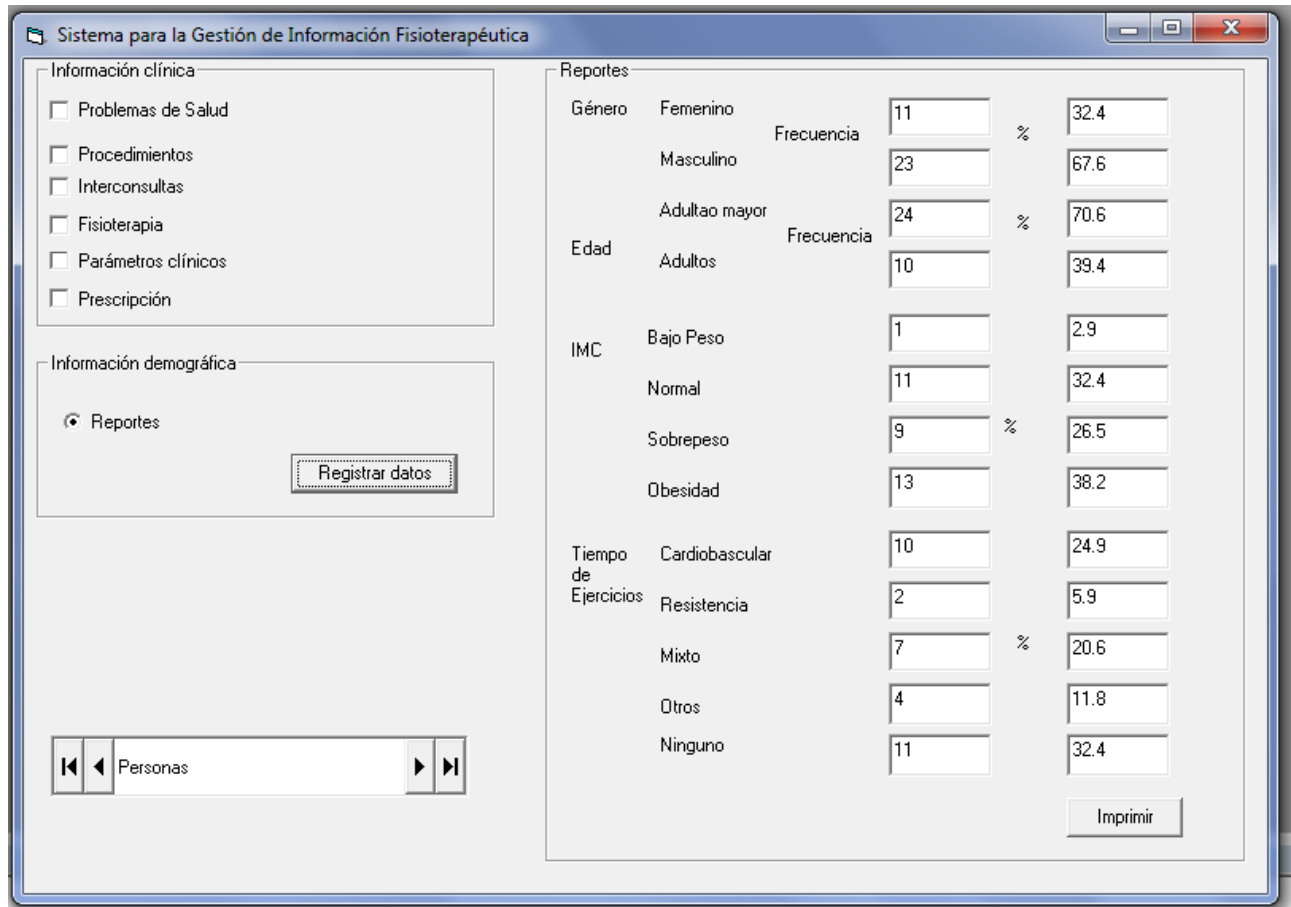 Sistema para la Gestión de Información Fisioterapéutica
Información clínica
Problemas de Salud
Procedimientos
Interconsultas
Fisioterapia
Parámetros clínicos
Prescripción
Información demográfica
Reportes
Registrar datos
Personas
Reportes
Género Femenino 11 32.4
Frecuencia %
Masculino 23 67.6
Adultao mayor 24 70.6
Frecuencia %
Edad Adultos 10 39.4
IMC Bajo Peso 1 2.9
Normal 11 32.4
Sobrepeso 9 % 26.5
Obesidad 13 38.2
Tiempo de Ejercicios
Cardiobascular 10 24.9
Resistencia 2 5.9
Mixto 7 % 20.6
Otros 4 11.8
Ninguno 11 32.4
Imprimir